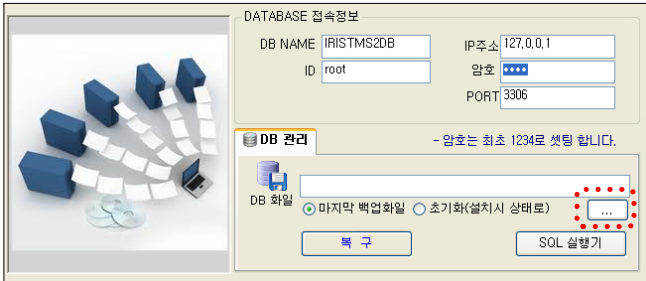 DATABASE 접속정보
DB NAME IRISTMS2DB IP주소 127,0,0,1
ID root 암호 ••••
PORT 3306
DB 관리 - 암호는 최초 1234로 셋팅 합니다.
DB 화일
마지막 백업화일 초기화(설치시 상태로) ...
복 구 SQL 실행기